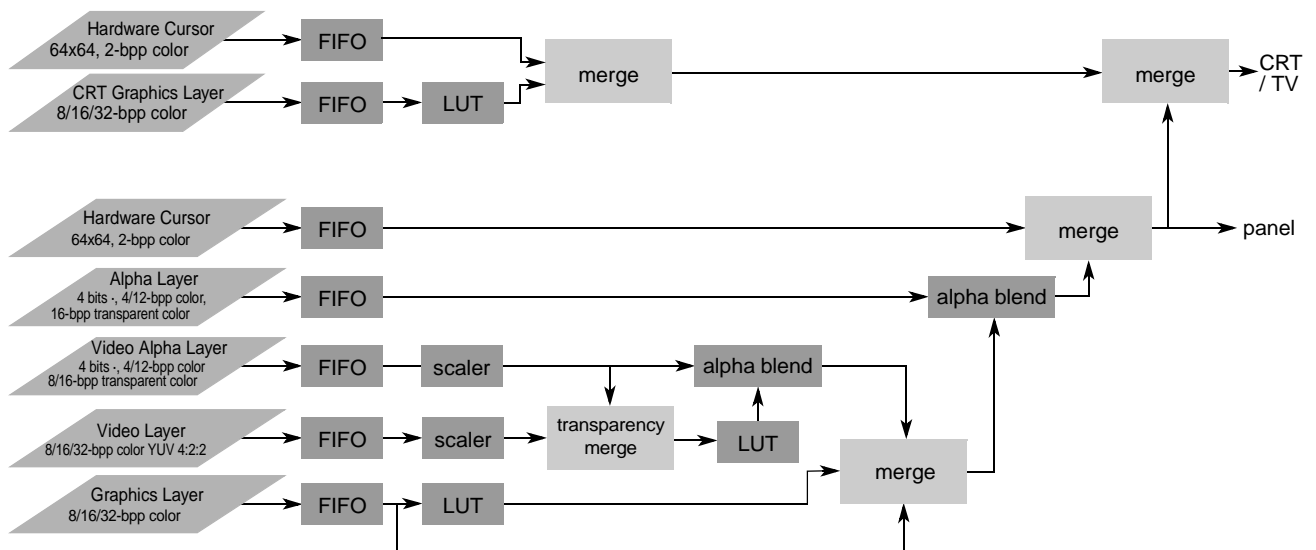 Hardware Cursor
64x64, 2-bpp color
FIFO
merge
merge
CRT
/ TV
CRT Graphics Layer
8/16/32-bpp color
FIFO
LUT
Hardware Cursor
64x64, 2-bpp color
FIFO
merge
panel
Alpha Layer
4 bits ·, 4/12-bpp color,
16-bpp transparent color
FIFO
alpha blend
Video Alpha Layer
4 bits ·, 4/12-bpp color
8/16-bpp transparent color
FIFO
scaler
alpha blend
Video Layer
8/16/32-bpp color YUV 4:2:2
FIFO
scaler
transparency
merge
LUT
merge
Graphics Layer
8/16/32-bpp color
FIFO
LUT